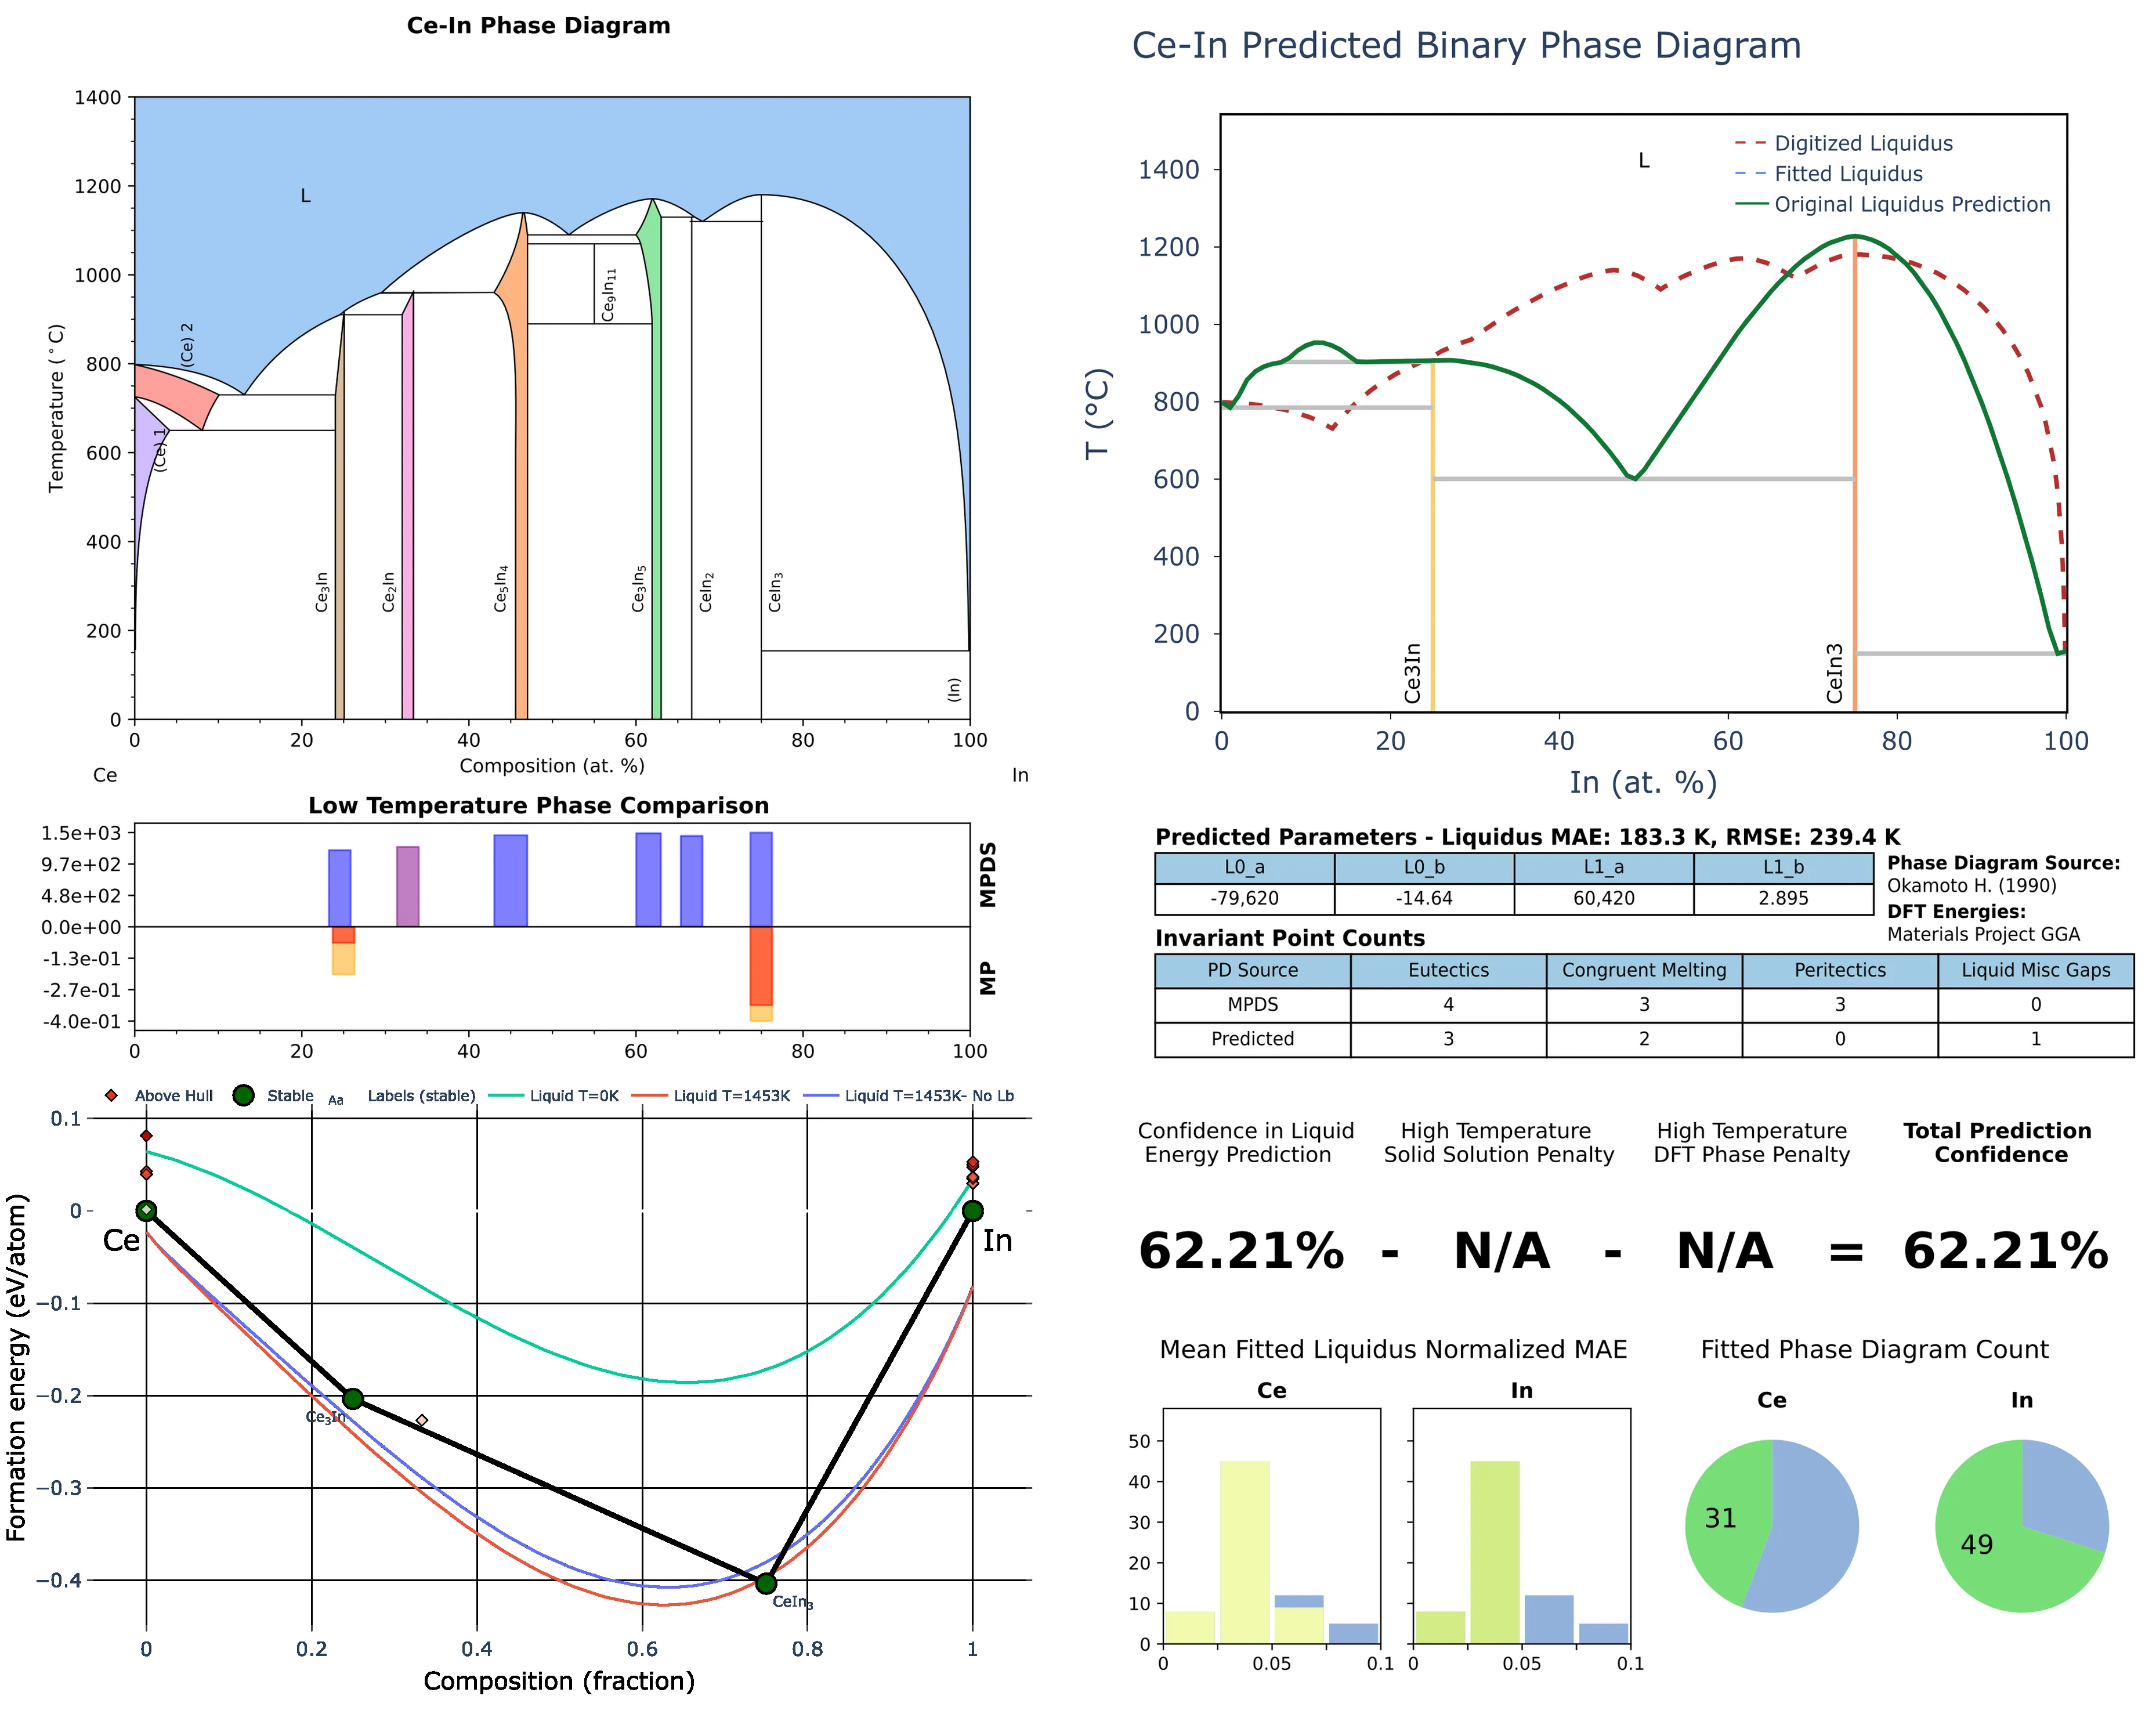 Ce-In Phase Diagram
1400
1200
1000
800
600
400
200
0
Temperature (°C)
L
(Ce) 2
(Ce) 1
Ce3In
Ce2In
Ce5In4
Ce9In11
Ce3In5
CeIn2
CeIn3
(In)
0 20 40 60 80 100
Composition (at. %)
Ce In
Low Temperature Phase Comparison
1.5e+03
9.7e+02
4.8e+02
0.0e+00
-1.3e-01
-2.7e-01
-4.0e-01
MPDS
MP
0 20 40 60 80 100
Above Hull Stable Aa Labels (stable) Liquid T=0K Liquid T=1453K Liquid T=1453K- No Lb
0.1
0
−0.1
−0.2
−0.3
−0.4
Formation energy (eV/atom)
Ce
In
Ce3In
CeIn3
0 0.2 0.4 0.6 0.8 1
Composition (fraction)
Ce-In Predicted Binary Phase Diagram
L
Digitized Liquidus
Fitted Liquidus
Original Liquidus Prediction
1400
1200
1000
800
600
400
200
0
T (°C)
Ce3In
CeIn3
0 20 40 60 80 100
In (at. %)
Predicted Parameters - Liquidus MAE: 183.3 K, RMSE: 239.4 K
L0_a L0_b L1_a L1_b
-79,620 -14.64 60,420 2.895
Phase Diagram Source:
Okamoto H. (1990)
DFT Energies:
Materials Project GGA
Invariant Point Counts
PD Source Eutectics Congruent Melting Peritectics Liquid Misc Gaps
MPDS 4 3 3 0
Predicted 3 2 0 1
Confidence in Liquid
Energy Prediction
High Temperature
Solid Solution Penalty
High Temperature
DFT Phase Penalty
Total Prediction
Confidence
62.21% - N/A - N/A = 62.21%
Mean Fitted Liquidus Normalized MAE
Ce In
50
40
30
20
10
0
0 0.05 0.1
0 0.05 0.1
Fitted Phase Diagram Count
Ce In
31
49